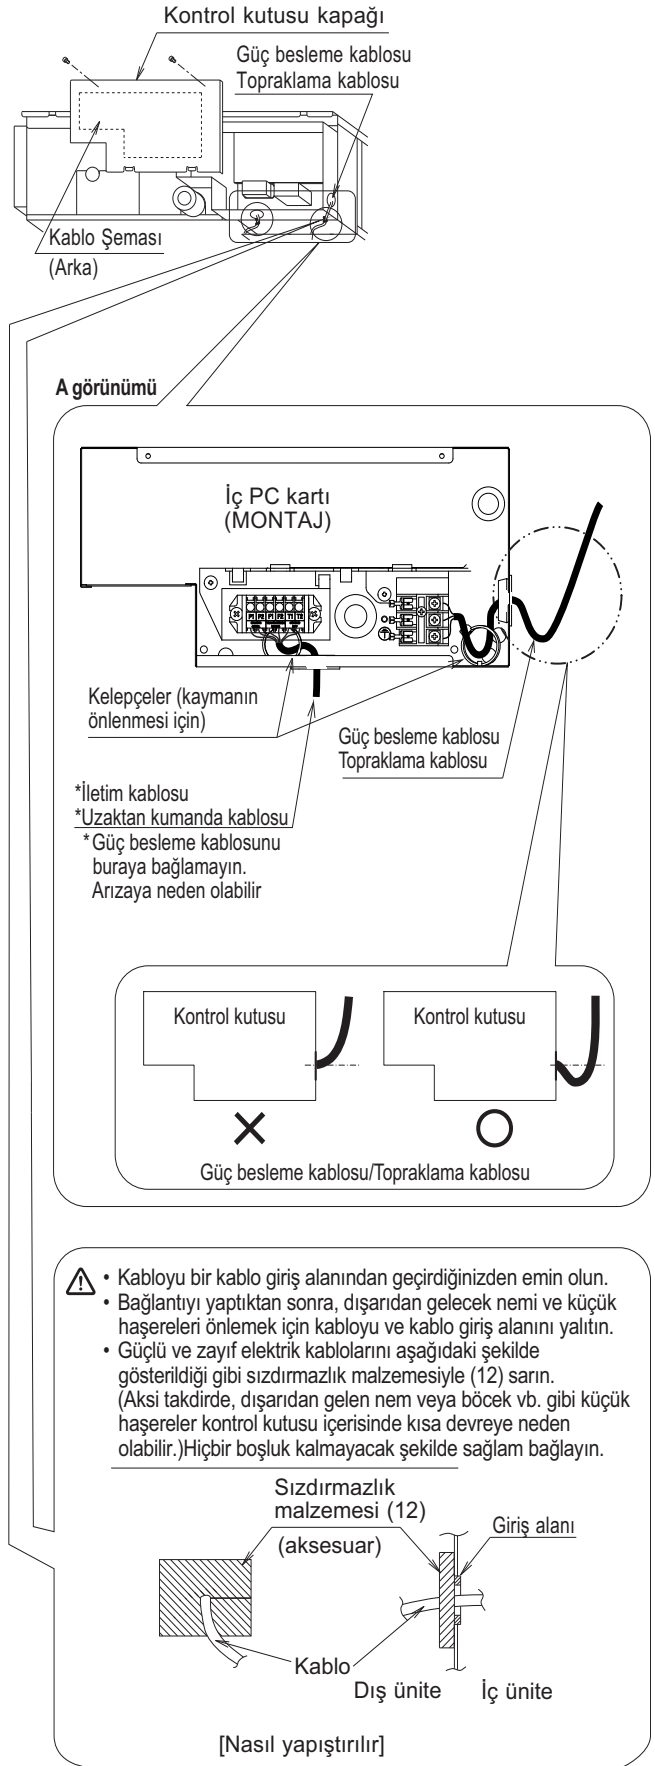 Kontrol kutusu kapağı
Güç besleme kablosu
Topraklama kablosu
Kablo Şeması
(Arka)
A görünümü
İç PC kartı
(MONTAJ)
P1 P2 F1 F2 T1 T2
Kelepçeler (kaymanın
önlenmesi için)
Güç besleme kablosu
Topraklama kablosu
*İletim kablosu
*Uzaktan kumanda kablosu
* Güç besleme kablosunu
buraya bağlamayın.
Arızaya neden olabilir
Kontrol kutusu
Kontrol kutusu
Güç besleme kablosu/Topraklama kablosu
• Kabloyu bir kablo giriş alanından geçirdiğinizden emin olun.
• Bağlantıyı yaptıktan sonra, dışarıdan gelecek nemi ve küçük
haşereleri önlemek için kabloyu ve kablo giriş alanını yalıtın.
• Güçlü ve zayıf elektrik kablolarını aşağıdaki şekilde
gösterildiği gibi sızdırmazlık malzemesiyle (12) sarın.
(Aksi takdirde, dışarıdan gelen nem veya böcek vb. gibi küçük
haşereler kontrol kutusu içerisinde kısa devreye neden
olabilir.)Hiçbir boşluk kalmayacak şekilde sağlam bağlayın.
Sızdırmazlık
malzemesi (12)
(aksesuar)
Giriş alanı
Kablo
Dış ünite
İç ünite
[Nasıl yapıştırılır]